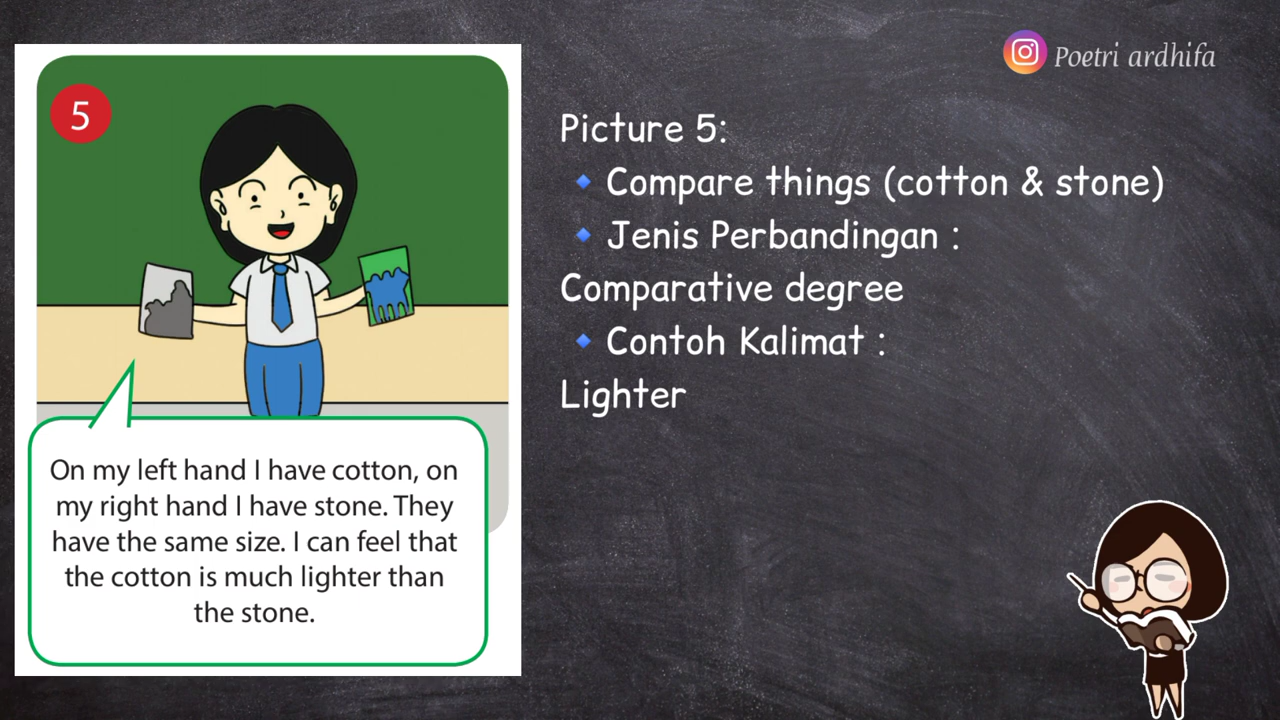 5
On my left hand I have cotton, on
my right hand I have stone. They
have the same size. I can feel that
the cotton is much lighter than
the stone.
Poetri ardhifa
Picture 5:
🔹 Compare things (cotton & stone)
🔹 Jenis Perbandingan :
Comparative degree
🔹 Contoh Kalimat :
Lighter